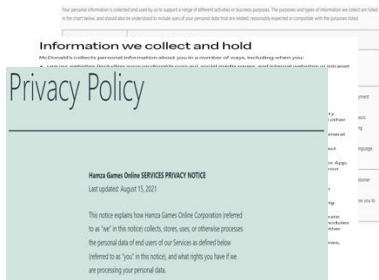 Your personal information is collected and used by us to support a range of different activities or business purposes. The purposes and types of information we collect are listed
in the chart below, and should also be understood to include uses of your personal data that are related, reasonably expected or compatible with the purposes listed.
Information we collect and hold
McDonald's collects personal information about you in a number of ways, including when you:
Privacy Policy
Hamza Games Online SERVICES PRIVACY NOTICE
Last updated: August 15, 2021
This notice explains how Hamza Games Online Corporation (referred
to as "we" in this notice) collects, stores, uses, or otherwise processes
the personal data of end users of our Services as defined below
(referred to as "you" in this notice), and what rights you have if we
are processing your personal data.